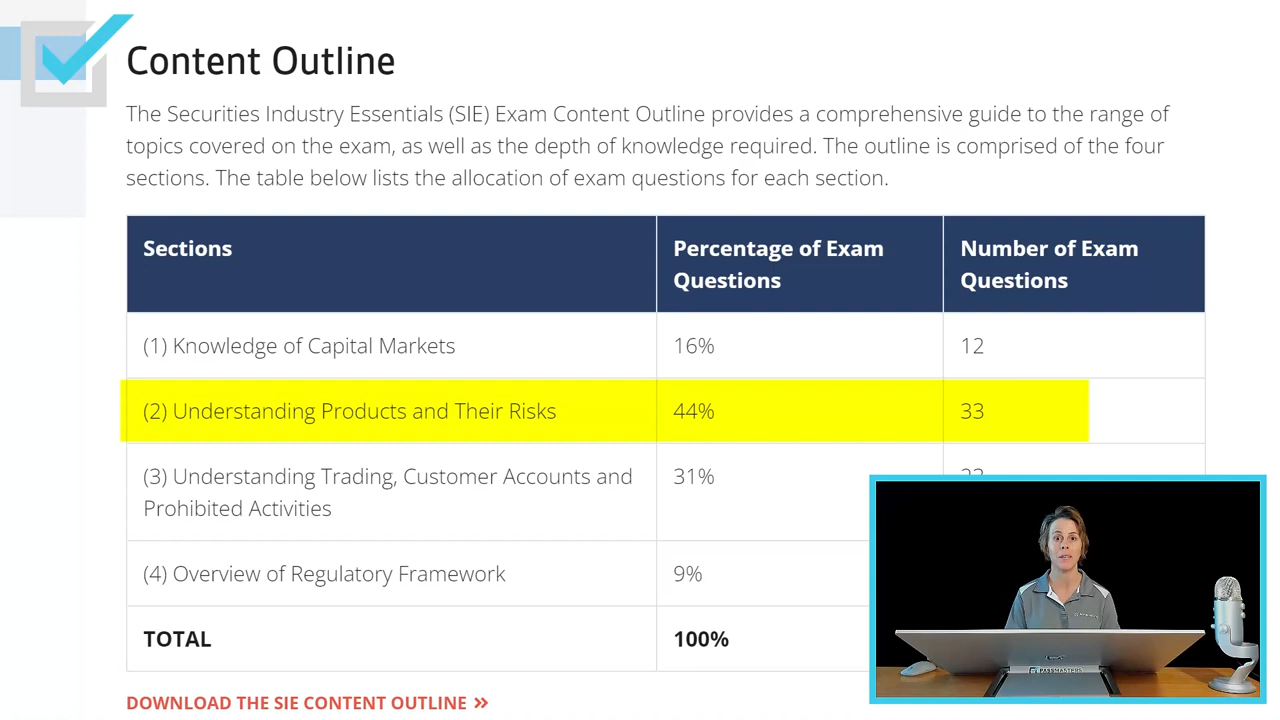 Content Outline
The Securities Industry Essentials (SIE) Exam Content Outline provides a comprehensive guide to the range of
topics covered on the exam, as well as the depth of knowledge required. The outline is comprised of the four
sections. The table below lists the allocation of exam questions for each section.
Sections
Percentage of Exam
Questions
Number of Exam
Questions
(1) Knowledge of Capital Markets
16%
12
(2) Understanding Products and Their Risks
44%
33
(3) Understanding Trading, Customer Accounts and
Prohibited Activities
31%
(4) Overview of Regulatory Framework
9%
TOTAL
100%
DOWNLOAD THE SIE CONTENT OUTLINE »